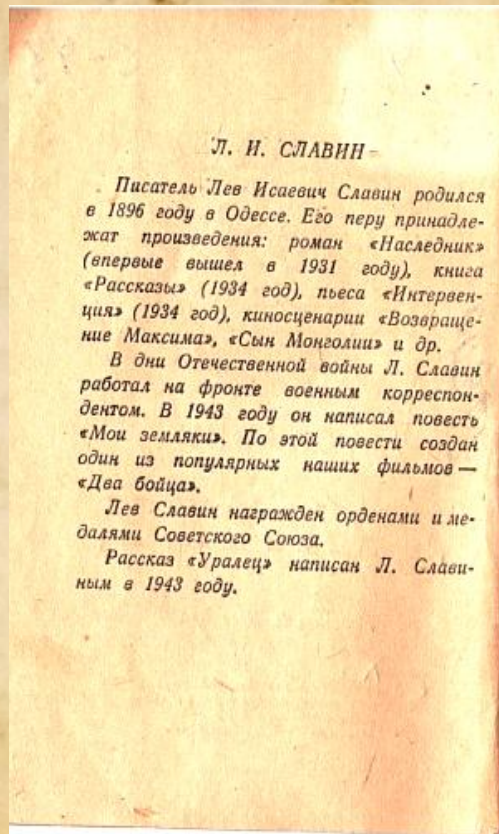 Л. И. СЛАВИН
Писатель Лев Исаевич Славин родился
в 1896 году в Одессе. Его перу принадле-
жат произведения: роман «Наследник»
(впервые вышел в 1931 году), книга
«Рассказы» (1934 год), пьеса «Интервен-
ция» (1934 год), киносценарии «Возвраще-
ние Максима», «Сын Монголии» и др.
В дни Отечественной войны Л. Славин
работал на фронте военным корреспон-
дентом. В 1943 году он написал повесть
«Мои земляки». По этой повести создан
один из популярных наших фильмов —
«Два бойца».
Лев Славин награжден орденами и ме-
далями Советского Союза.
Рассказ «Уралец» написан Л. Слави-
ным в 1943 году.